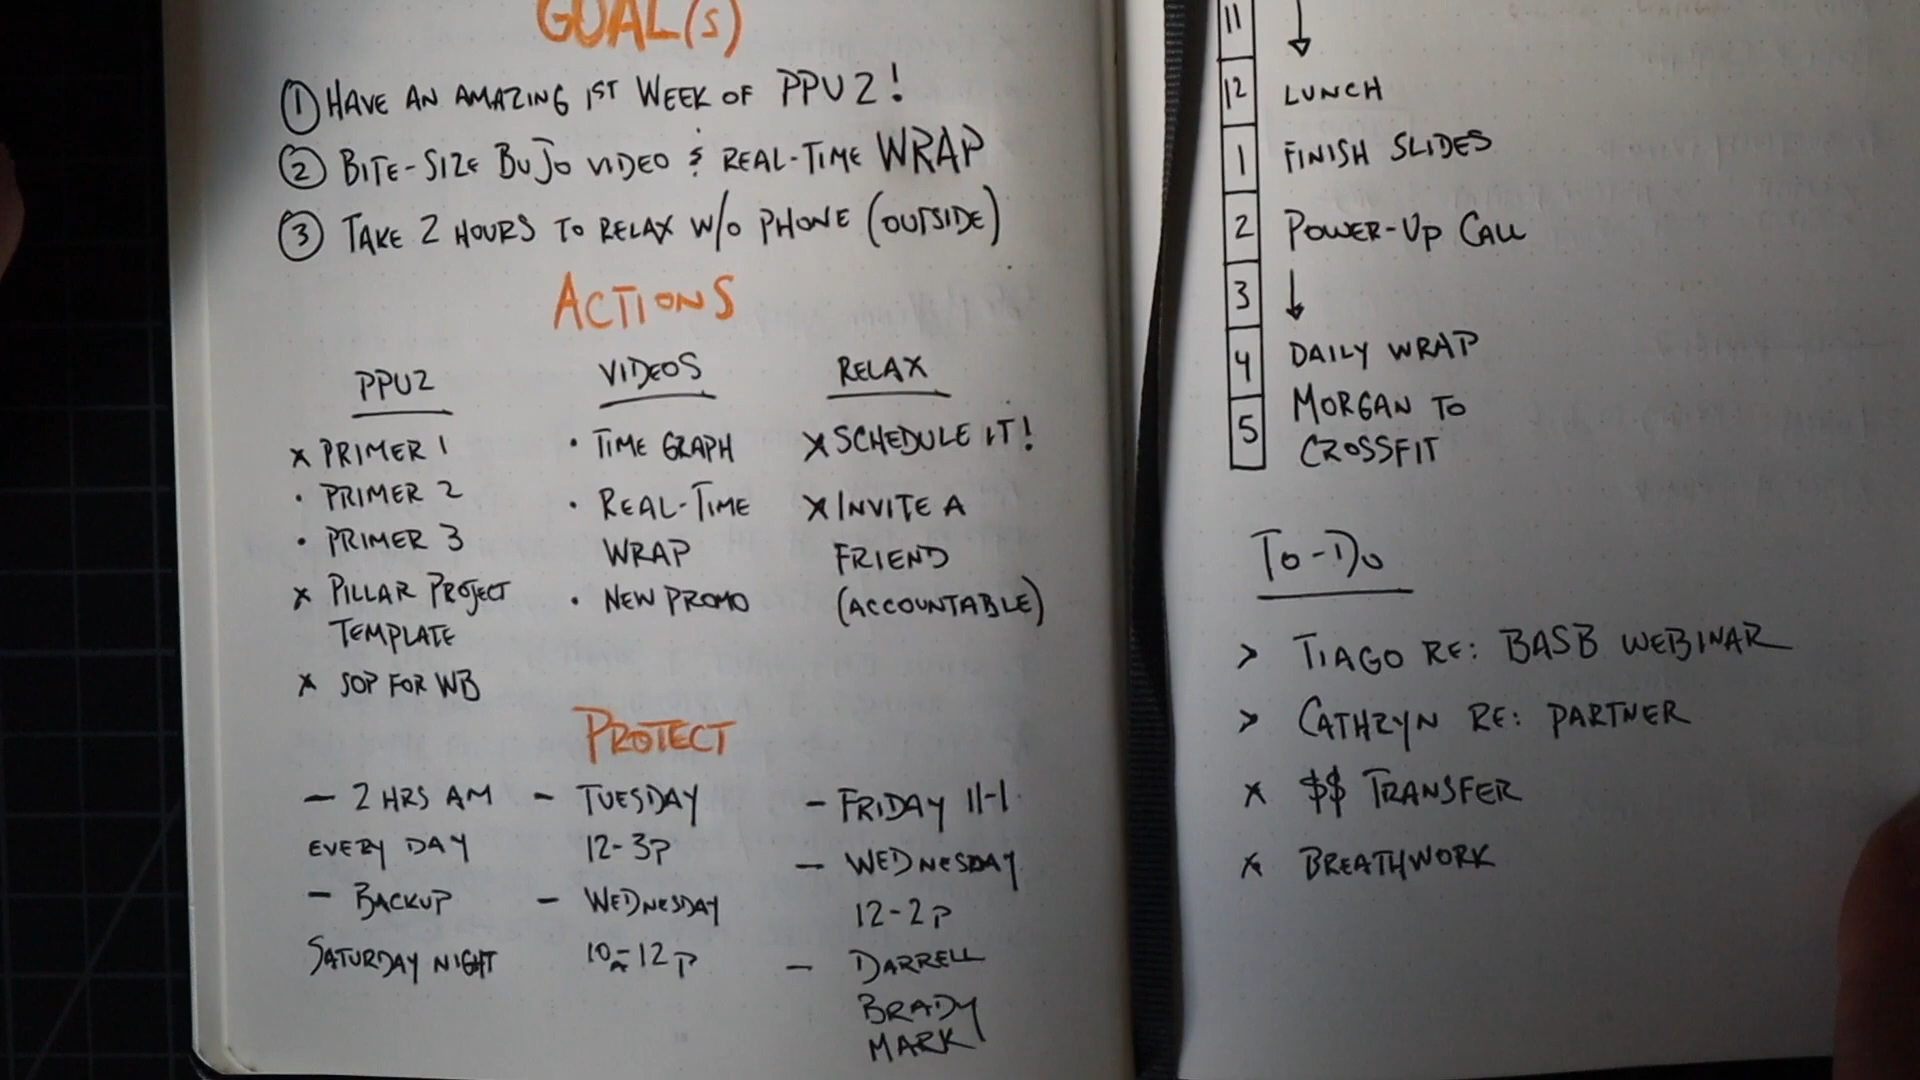 GOAL(S)
① HAVE AN AMAZING 1ST WEEK OF PPU2!
② BITE-SIZE BUJO VIDEO & REAL-TIME WRAP
③ TAKE 2 HOURS TO RELAX W/O PHONE (OUTSIDE)
ACTIONS
PPU2
x PRIMER 1
· PRIMER 2
· PRIMER 3
x PILLAR PROJECT
TEMPLATE
x SOP FOR WB
VIDEOS
· TIME GRAPH
· REAL-TIME
WRAP
· NEW PROMO
RELAX
x SCHEDULE IT!
x INVITE A
FRIEND
(ACCOUNTABLE)
PROTECT
- 2 HRS AM
EVERY DAY
- BACKUP
SATURDAY NIGHT
- TUESDAY
12-3P
- WEDNESDAY
10A-12P
- FRIDAY 11-1
- WEDNESDAY
12-2P
- DARRELL
BRADY
MARK
11 ↓
12 LUNCH
1 FINISH SLIDES
2 POWER-UP CALL
3 ↓
4 DAILY WRAP
5 MORGAN TO
CROSSFIT
TO-DO
> TIAGO RE: BASB WEBINAR
> CATHRYN RE: PARTNER
x $$ TRANSFER
x BREATHWORK